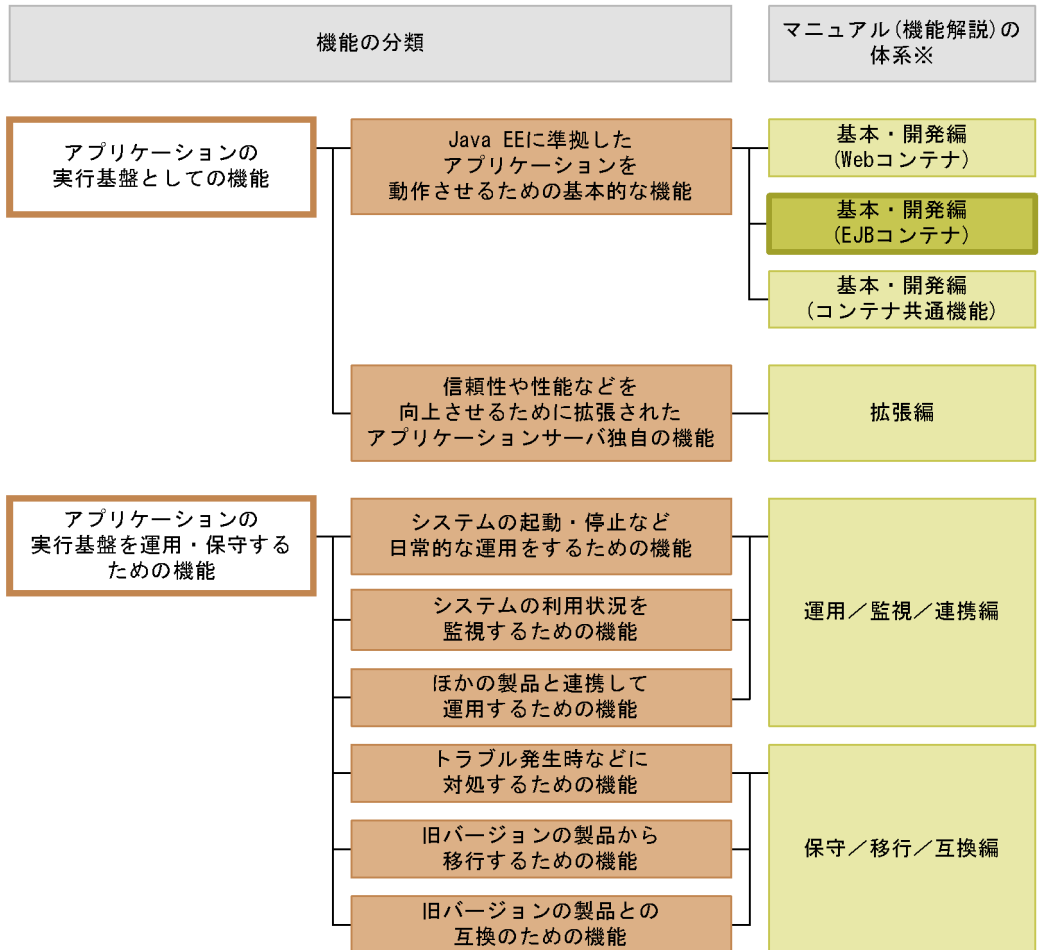 機能の分類
マニュアル(機能解説)の
体系※
アプリケーションの
実行基盤としての機能
Java EEに準拠した
アプリケーションを
動作させるための基本的な機能
基本・開発編
(Webコンテナ)
基本・開発編
(EJBコンテナ)
基本・開発編
(コンテナ共通機能)
信頼性や性能などを
向上させるために拡張された
アプリケーションサーバ独自の機能
拡張編
アプリケーションの
実行基盤を運用・保守する
ための機能
システムの起動・停止など
日常的な運用をするための機能
システムの利用状況を
監視するための機能
ほかの製品と連携して
運用するための機能
運用／監視／連携編
トラブル発生時などに
対処するための機能
旧バージョンの製品から
移行するための機能
旧バージョンの製品との
互換のための機能
保守／移行／互換編